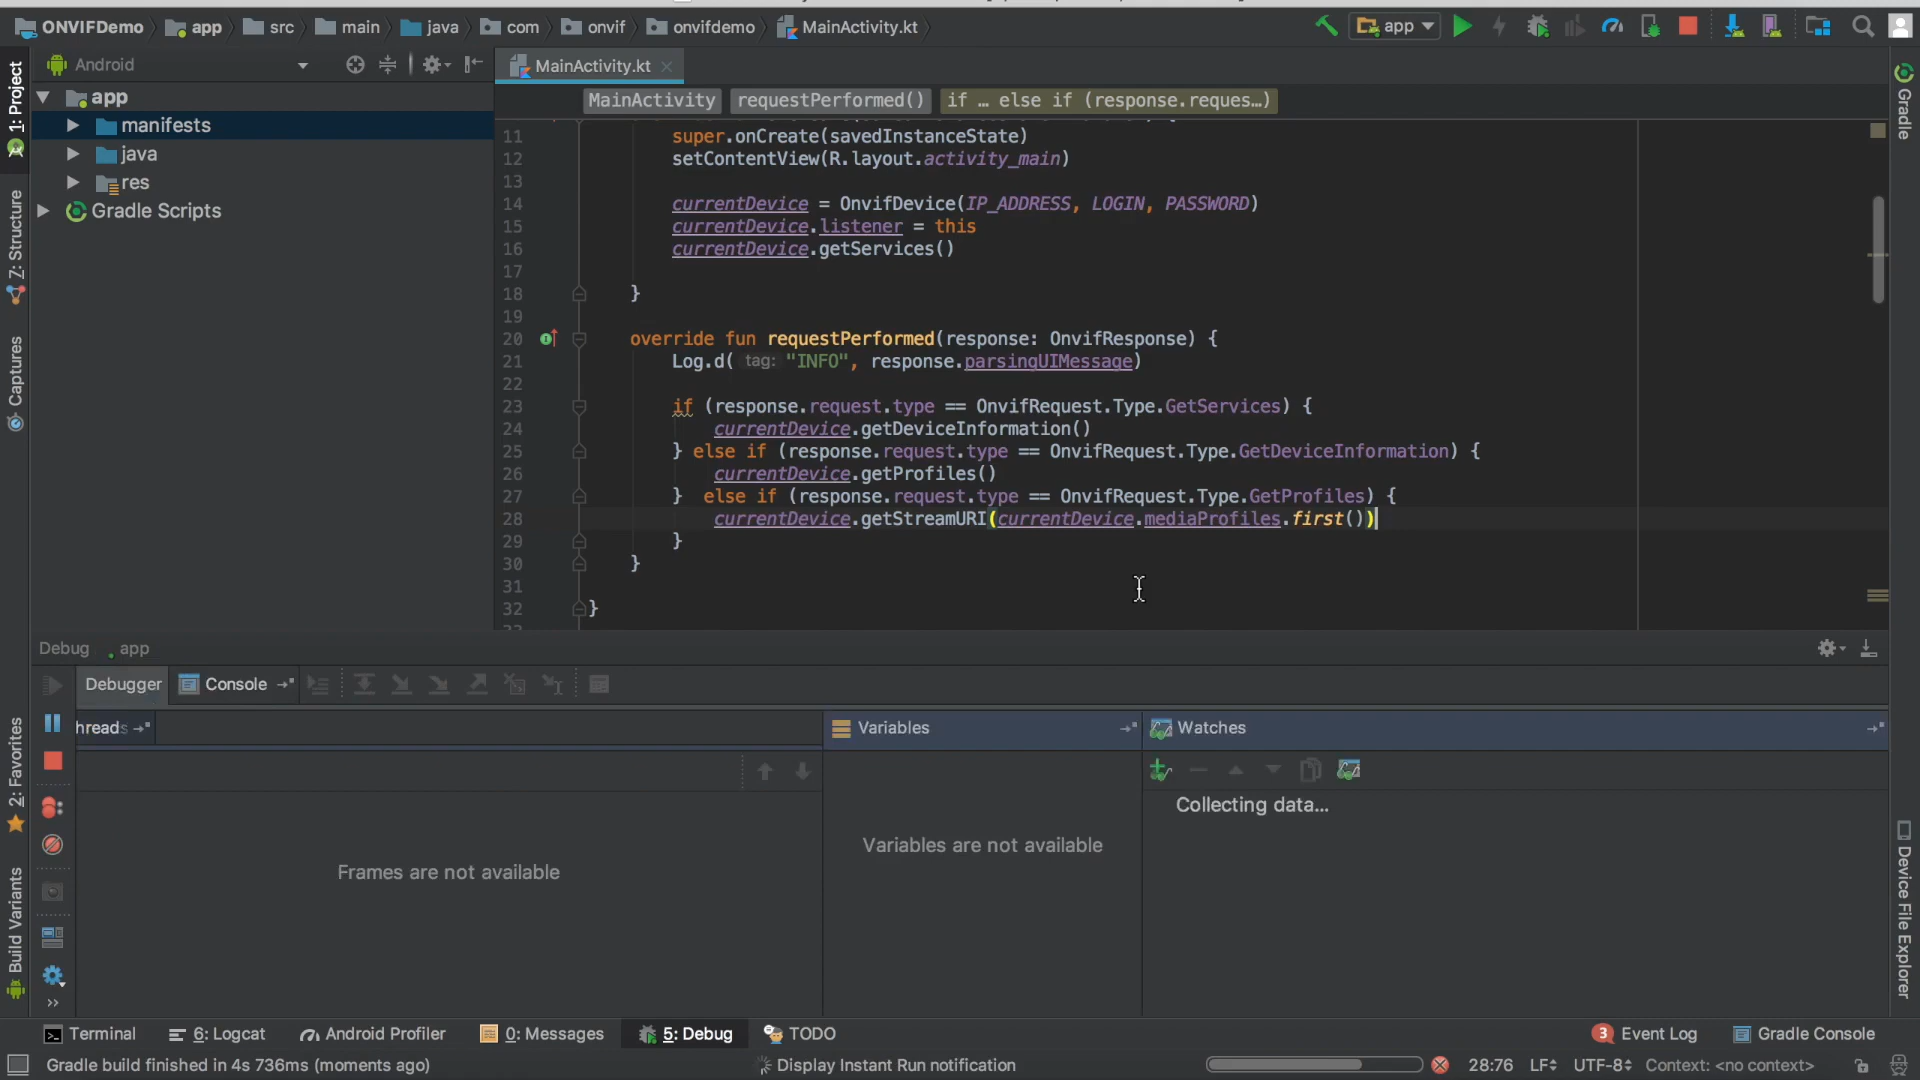 ONVIFDemo app src main java com onvif onvifdemo MainActivity.kt app
Android
MainActivity.kt
1: Project
Z: Structure
Captures
2: Favorites
Build Variants
app
manifests
java
res
Gradle Scripts
MainActivity requestPerformed() if … else if (response.reques…)
11 super.onCreate(savedInstanceState)
12 setContentView(R.layout.activity_main)
13
14 currentDevice = OnvifDevice(IP_ADDRESS, LOGIN, PASSWORD)
15 currentDevice.listener = this
16 currentDevice.getServices()
17
18 }
19
20 override fun requestPerformed(response: OnvifResponse) {
21 Log.d( tag: "INFO", response.parsingUIMessage)
22
23 if (response.request.type == OnvifRequest.Type.GetServices) {
24 currentDevice.getDeviceInformation()
25 } else if (response.request.type == OnvifRequest.Type.GetDeviceInformation) {
26 currentDevice.getProfiles()
27 } else if (response.request.type == OnvifRequest.Type.GetProfiles) {
28 currentDevice.getStreamURI(currentDevice.mediaProfiles.first())
29 }
30 }
31
32 }
Gradle
Device File Explorer
Debug app
Debugger Console
hreads
Variables
Watches
Collecting data...
Variables are not available
Frames are not available
Terminal 6: Logcat Android Profiler 0: Messages 5: Debug TODO 3 Event Log Gradle Console
Gradle build finished in 4s 736ms (moments ago) Display Instant Run notification 28:76 LF UTF-8 Context: <no context>